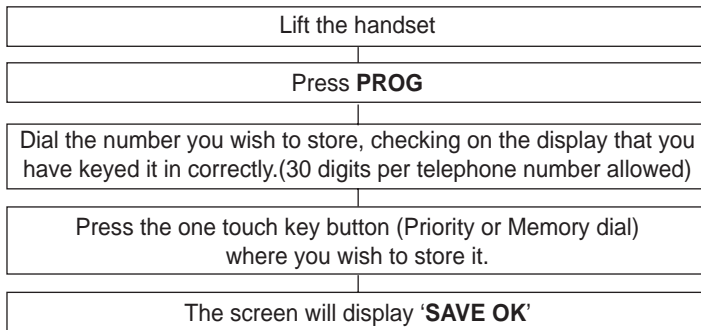 Lift the handset
Press PROG
Dial the number you wish to store, checking on the display that you
have keyed it in correctly.(30 digits per telephone number allowed)
Press the one touch key button (Priority or Memory dial)
where you wish to store it.
The screen will display ‘SAVE OK’